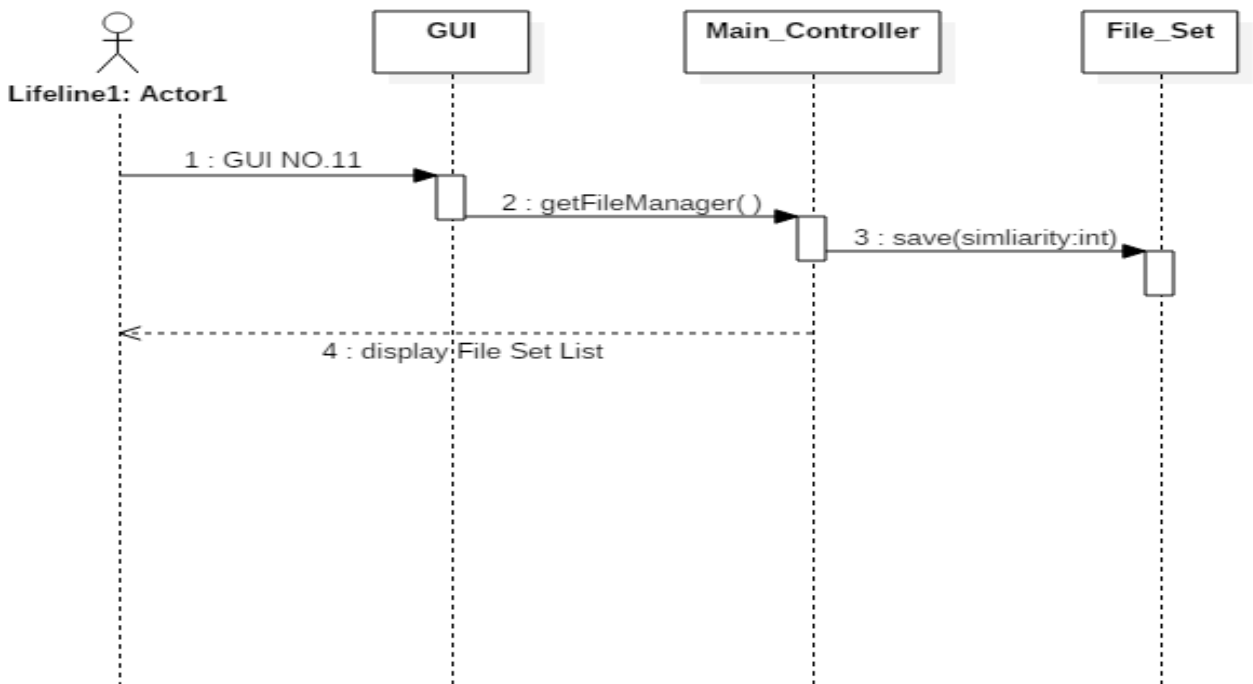 GUI
Main_Controller
File_Set
Lifeline1: Actor1
1 : GUI NO.11
2 : getFileManager( )
3 : save(simliarity:int)
4 : display File Set List